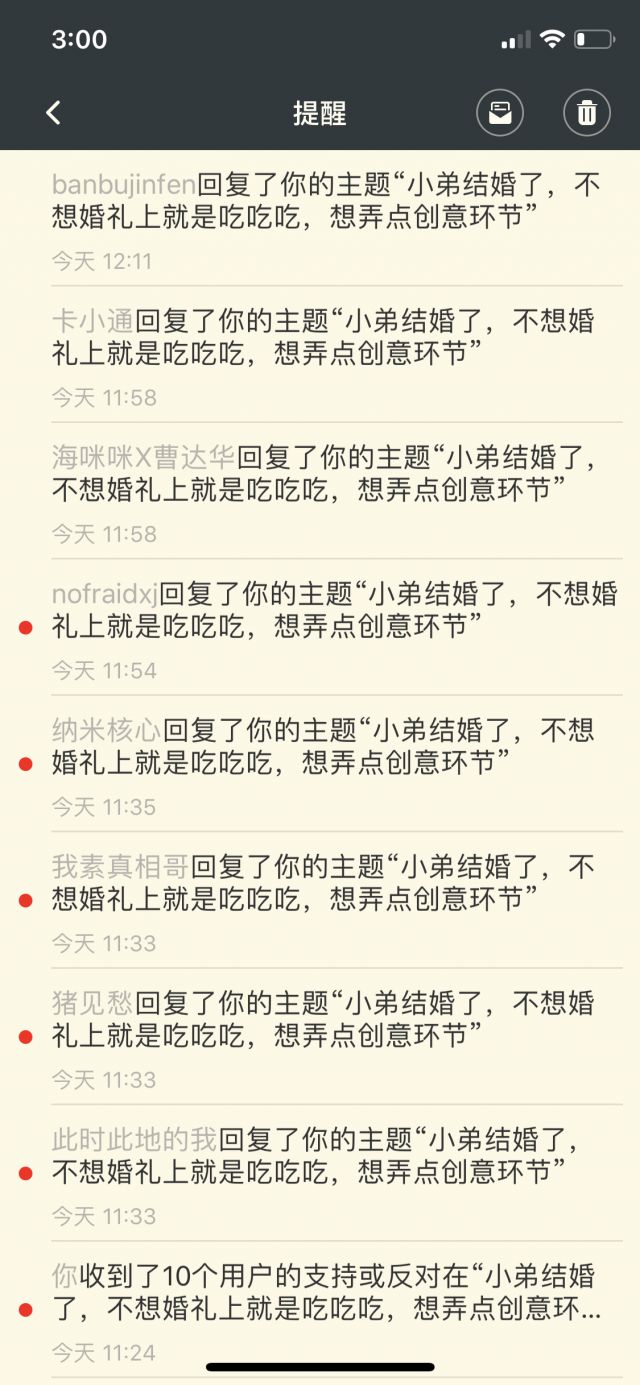 3:00
提醒
banbujinfen回复了你的主题“小弟结婚了，不
想婚礼上就是吃吃吃，想弄点创意环节”
今天 12:11
卡小通回复了你的主题“小弟结婚了，不想婚
礼上就是吃吃吃，想弄点创意环节”
今天 11:58
海咪咪X曹达华回复了你的主题“小弟结婚了，
不想婚礼上就是吃吃吃，想弄点创意环节”
今天 11:58
nofraidxj回复了你的主题“小弟结婚了，不想婚
礼上就是吃吃吃，想弄点创意环节”
今天 11:54
纳米核心回复了你的主题“小弟结婚了，不想
婚礼上就是吃吃吃，想弄点创意环节”
今天 11:35
我素真相哥回复了你的主题“小弟结婚了，不
想婚礼上就是吃吃吃，想弄点创意环节”
今天 11:33
猪见愁回复了你的主题“小弟结婚了，不想婚
礼上就是吃吃吃，想弄点创意环节”
今天 11:33
此时此地的我回复了你的主题“小弟结婚了，
不想婚礼上就是吃吃吃，想弄点创意环节”
今天 11:33
你收到了10个用户的支持或反对在“小弟结婚
了，不想婚礼上就是吃吃吃，想弄点创意环...
今天 11:24